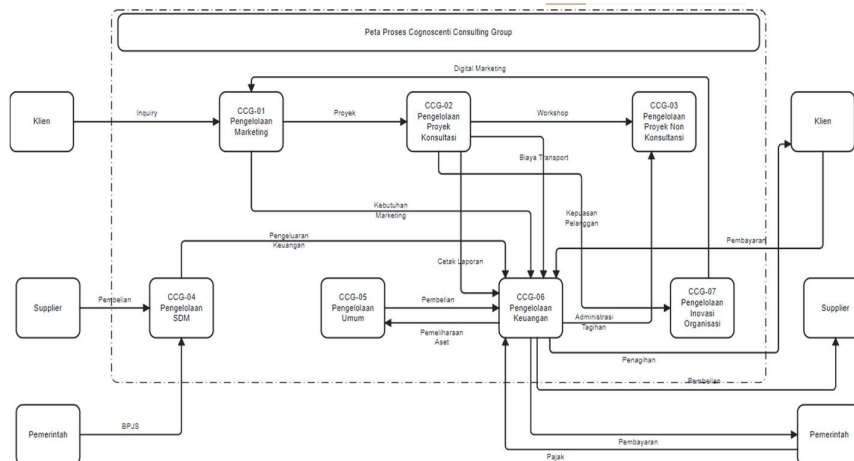 Peta Proses Cognoscenti Consulting Group
Digital Marketing
Klien
Inquiry
CCG-01
Pengelolaan
Marketing
Proyek
CCG-02
Pengelolaan
Proyek
Konsultasi
Workshop
CCG-03
Pengelolaan
Proyek Non
Konsultansi
Klien
Biaya Transport
Kebutuhan
Marketing
Kepuasan
Pelanggan
Pengeluaran
Keuangan
Cetak Laporan
Pembayaran
Supplier
Pembelian
CCG-04
Pengelolaan
SDM
CCG-05
Pengelolaan
Umum
Pembelian
Pemeliharaan
Aset
CCG-06
Pengelolaan
Keuangan
Administrasi
Tagihan
CCG-07
Pengelolaan
Inovasi
Organisasi
Supplier
Penagihan
Pembelian
Pemerintah
BPJS
Pembayaran
Pajak
Pemerintah